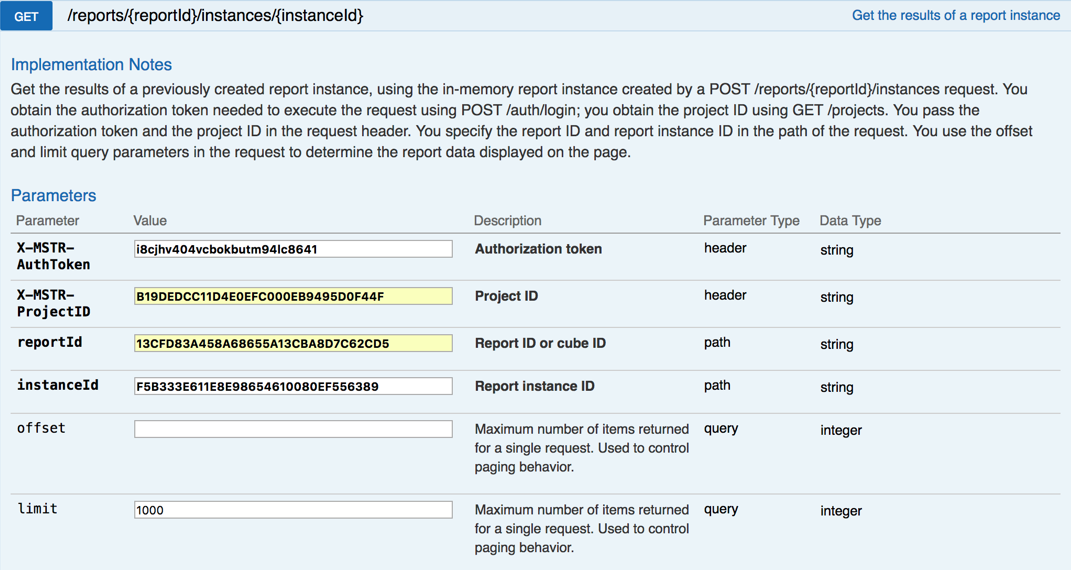 GET /reports/{reportId}/instances/{instanceId} Get the results of a report instance
Implementation Notes
Get the results of a previously created report instance, using the in-memory report instance created by a POST /reports/{reportId}/instances request. You
obtain the authorization token needed to execute the request using POST /auth/login; you obtain the project ID using GET /projects. You pass the
authorization token and the project ID in the request header. You specify the report ID and report instance ID in the path of the request. You use the offset
and limit query parameters in the request to determine the report data displayed on the page.
Parameters
Parameter Value Description Parameter Type Data Type
X-MSTR-AuthToken i8cjhv404vcbokbutm94lc8641 Authorization token header string
X-MSTR-ProjectID B19DEDCC11D4E0EFC000EB9495D0F44F Project ID header string
reportId 13CFD83A458A68655A13CBA8D7C62CD5 Report ID or cube ID path string
instanceId F5B333E611E8E98654610080EF556389 Report instance ID path string
offset Maximum number of items returned query integer
for a single request. Used to control
paging behavior.
limit 1000 Maximum number of items returned query integer
for a single request. Used to control
paging behavior.